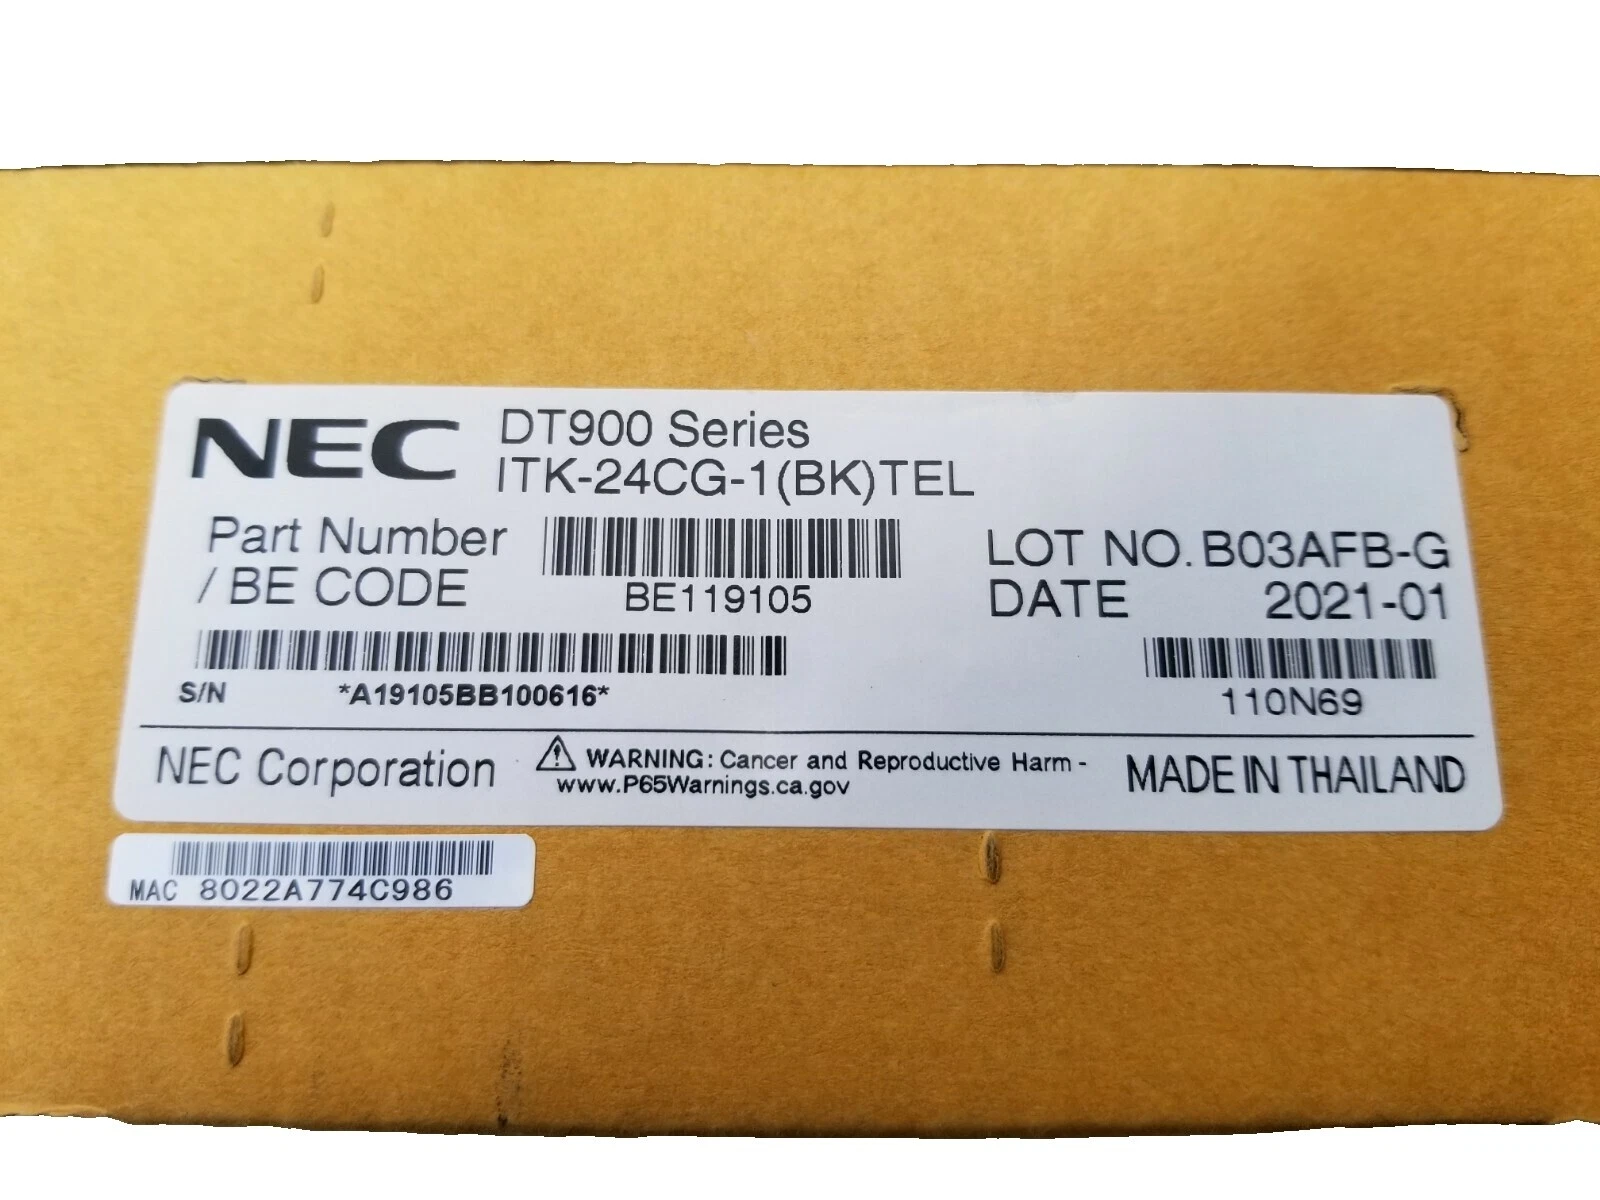 NEC
DT900 Series
ITK-24CG-1(BK)TEL
Part Number
/ BE CODE
BE119105
LOT NO. B03AFB-G
DATE 2021-01
S/N *A19105BB100616*
110N69
NEC Corporation
WARNING: Cancer and Reproductive Harm -
www.P65Warnings.ca.gov
MADE IN THAILAND
MAC 8022A774C986